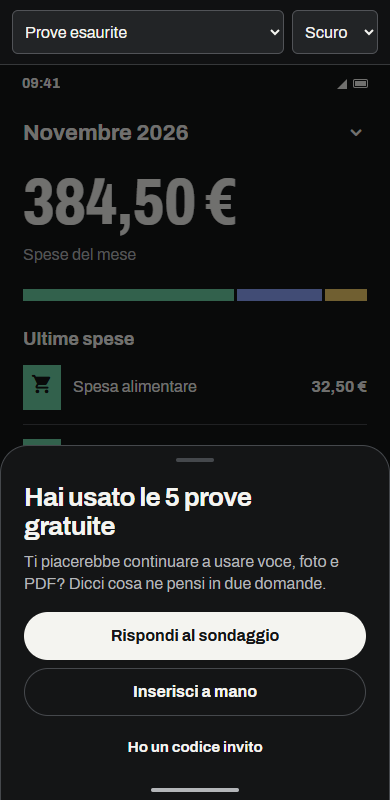 Prove esaurite
Scuro
09:41
Novembre 2026
384,50 €
Spese del mese
Ultime spese
Spesa alimentare
32,50 €
Hai usato le 5 prove
gratuite
Ti piacerebbe continuare a usare voce, foto e
PDF? Dicci cosa ne pensi in due domande.
Rispondi al sondaggio
Inserisci a mano
Ho un codice invito